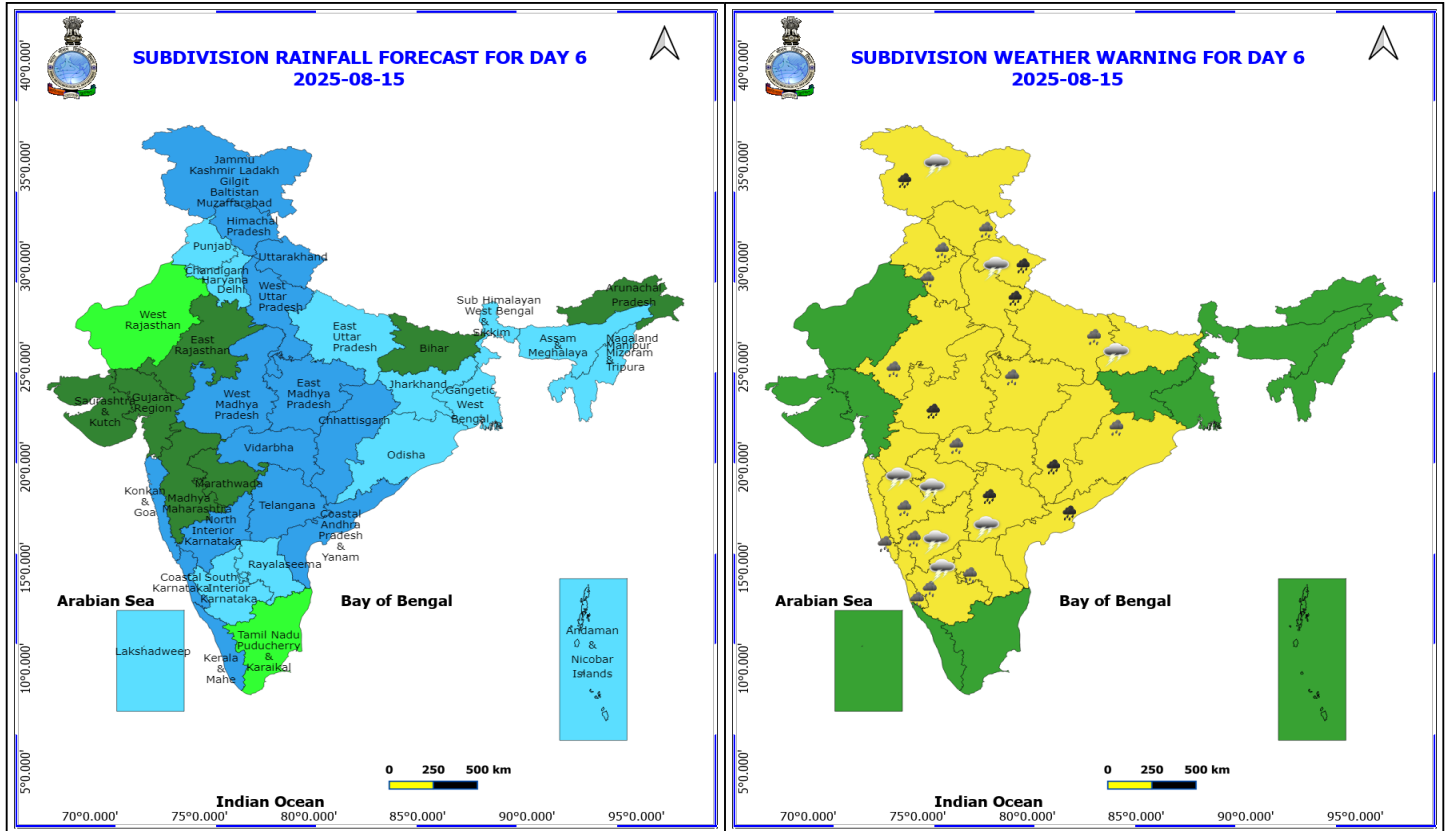 SUBDIVISION RAINFALL FORECAST FOR DAY 6
2025-08-15
40°0.000'
35°0.000'
30°0.000'
25°0.000'
20°0.000'
15°0.000'
10°0.000'
5°0.000'
Jammu
Kashmir Ladakh
Gilgit
Baltistan
Muzaffarabad
Himachal
Pradesh
Punjab
Uttarakhand
Chandigarh
Haryana
Delhi
West
Uttar
Pradesh
West
Rajasthan
East
Rajasthan
East
Uttar
Pradesh
Bihar
Sub Himalayan
West Bengal
&
Sikkim
Arunachal
Pradesh
Assam
&
Meghalaya
Nagaland
Manipur
Mizoram
&
Tripura
Saurashtra
&
Kutch
Gujarat
Region
West
Madhya
Pradesh
East
Madhya
Pradesh
Jharkhand
Gangetic
West
Bengal
Chhattisgarh
Vidarbha
Odisha
Konkan
&
Goa
Marathwada
Madhya
Maharashtra
North
Interior
Karnataka
Telangana
Coastal
Andhra
Pradesh
&
Yanam
Rayalaseema
Coastal
Karnataka
South
Interior
Karnataka
Tamil Nadu
Puducherry
&
Karaikal
Kerala
&
Mahe
Lakshadweep
Andaman
&
Nicobar
Islands
Arabian Sea
Bay of Bengal
0 250 500 km
Indian Ocean
70°0.000' 75°0.000' 80°0.000' 85°0.000' 90°0.000' 95°0.000'
SUBDIVISION WEATHER WARNING FOR DAY 6
2025-08-15
40°0.000'
35°0.000'
30°0.000'
25°0.000'
20°0.000'
15°0.000'
10°0.000'
5°0.000'
Arabian Sea
Bay of Bengal
0 250 500 km
Indian Ocean
70°0.000' 75°0.000' 80°0.000' 85°0.000' 90°0.000' 95°0.000'